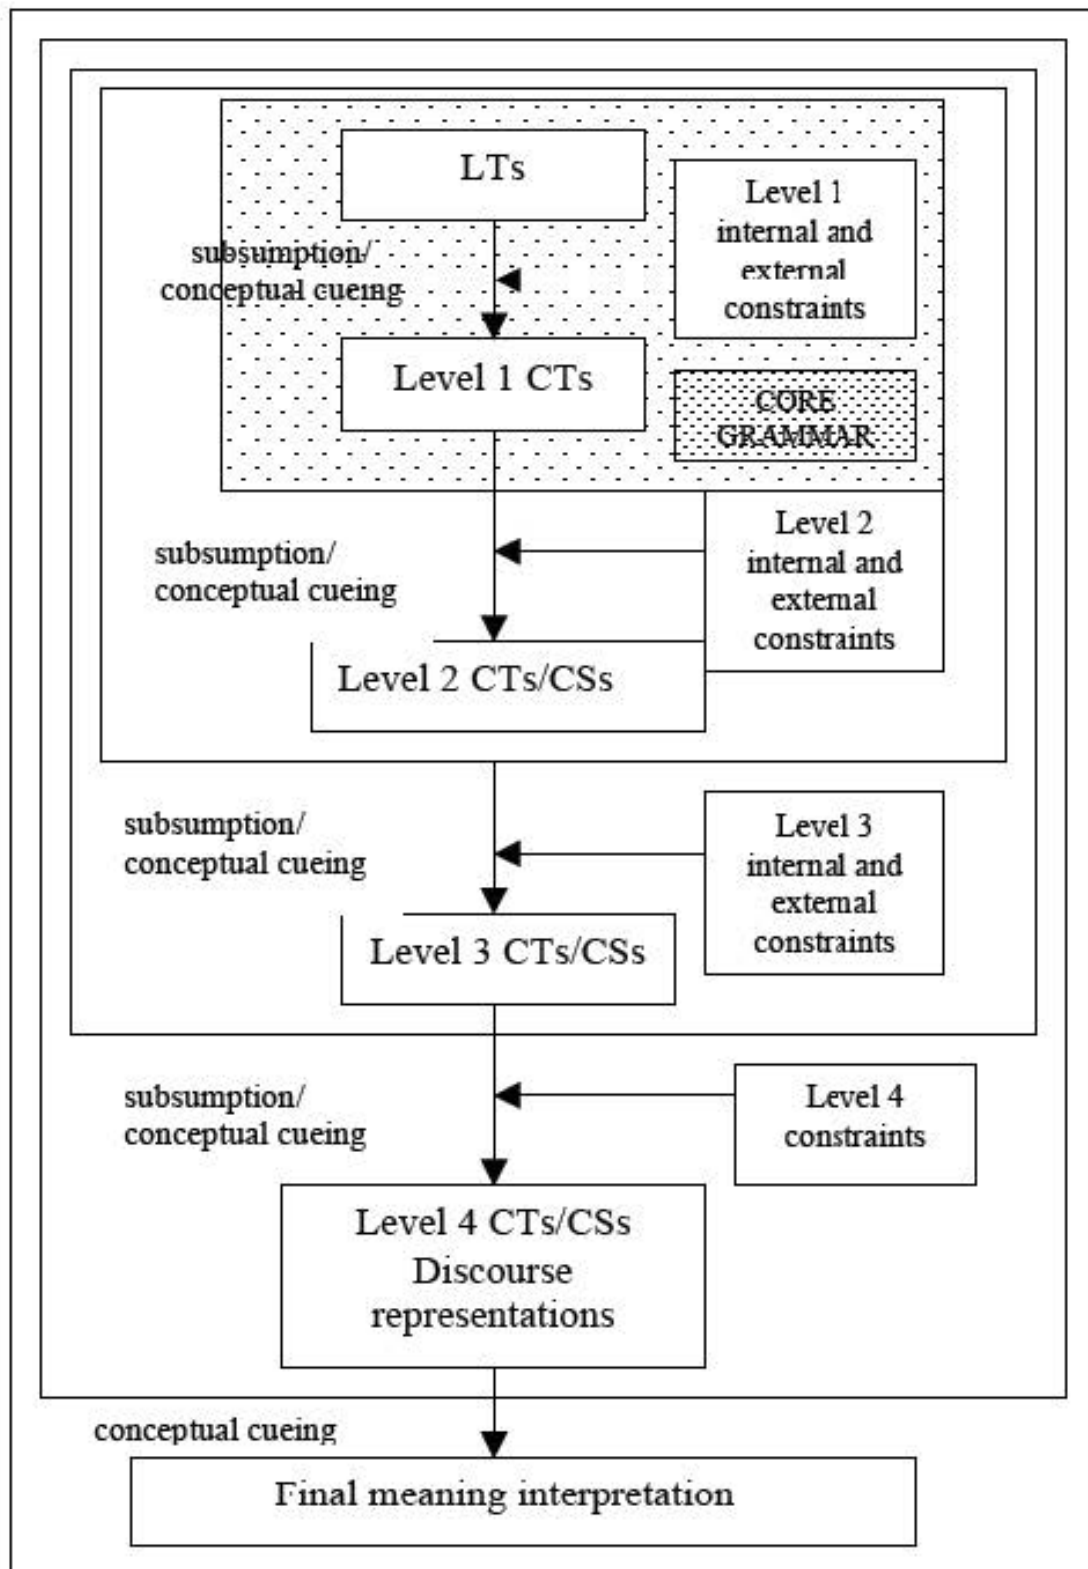 LTs
Level 1
internal and
external
constraints
subsumption/
conceptual cueing
Level 1 CTs
CORE
GRAMMAR
Level 2
internal and
external
constraints
subsumption/
conceptual cueing
Level 2 CTs/CSs
Level 3
internal and
external
constraints
subsumption/
conceptual cueing
Level 3 CTs/CSs
Level 4
constraints
subsumption/
conceptual cueing
Level 4 CTs/CSs
Discourse
representations
conceptual cueing
Final meaning interpretation